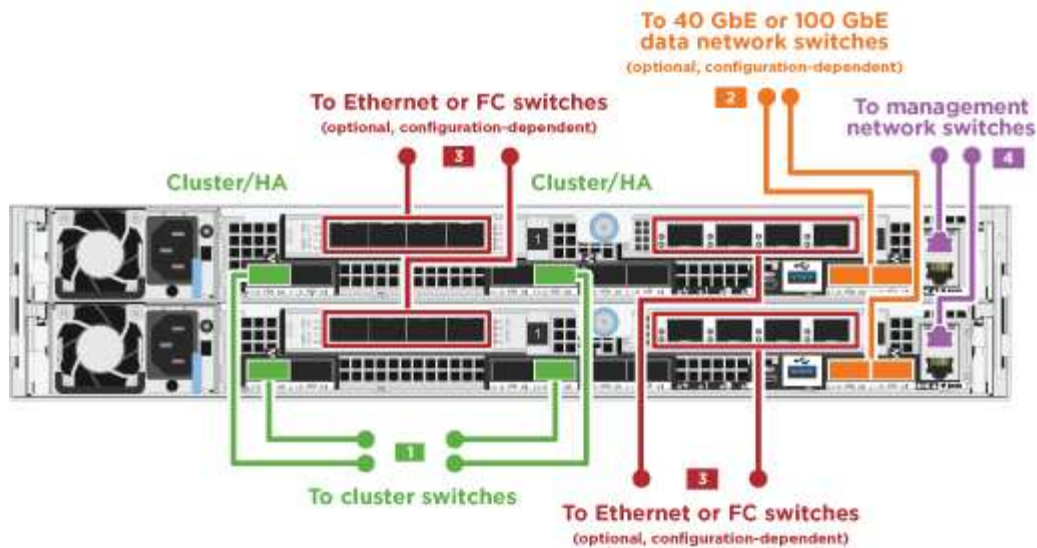 To 40 GbE or 100 GbE
data network switches
(optional, configuration-dependent)
2
To Ethernet or FC switches
(optional, configuration-dependent)
3
To management
network switches
4
Cluster/HA
Cluster/HA
1
1
1
To cluster switches
3
To Ethernet or FC switches
(optional, configuration-dependent)